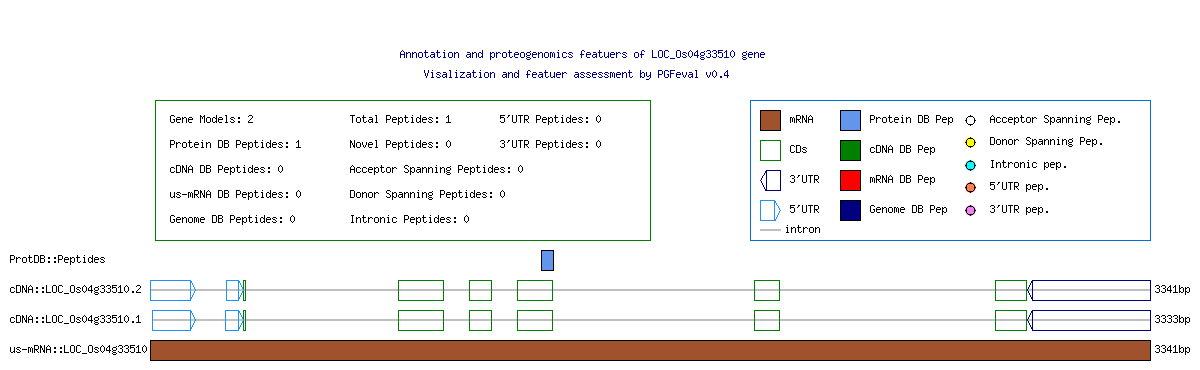 Annotation and proteogenomics featuers of LOC_Os04g33510 gene
Visalization and featuer assessment by PGFeval v0.4
Gene Models: 2 Total Peptides: 1 5'UTR Peptides: 0
Protein DB Peptides: 1 Novel Peptides: 0 3'UTR Peptides: 0
cDNA DB Peptides: 0 Acceptor Spanning Peptides: 0
us-mRNA DB Peptides: 0 Donor Spanning Peptides: 0
Genome DB Peptides: 0 Intronic Peptides: 0
mRNA Protein DB Pep Acceptor Spanning Pep.
CDs cDNA DB Pep Donor Spanning Pep.
3'UTR mRNA DB Pep Intronic pep.
5'UTR Genome DB Pep 5'UTR pep.
intron 3'UTR pep.
ProtDB::Peptides
cDNA::LOC_Os04g33510.2 3341bp
cDNA::LOC_Os04g33510.1 3333bp
us-mRNA::LOC_Os04g33510 3341bp